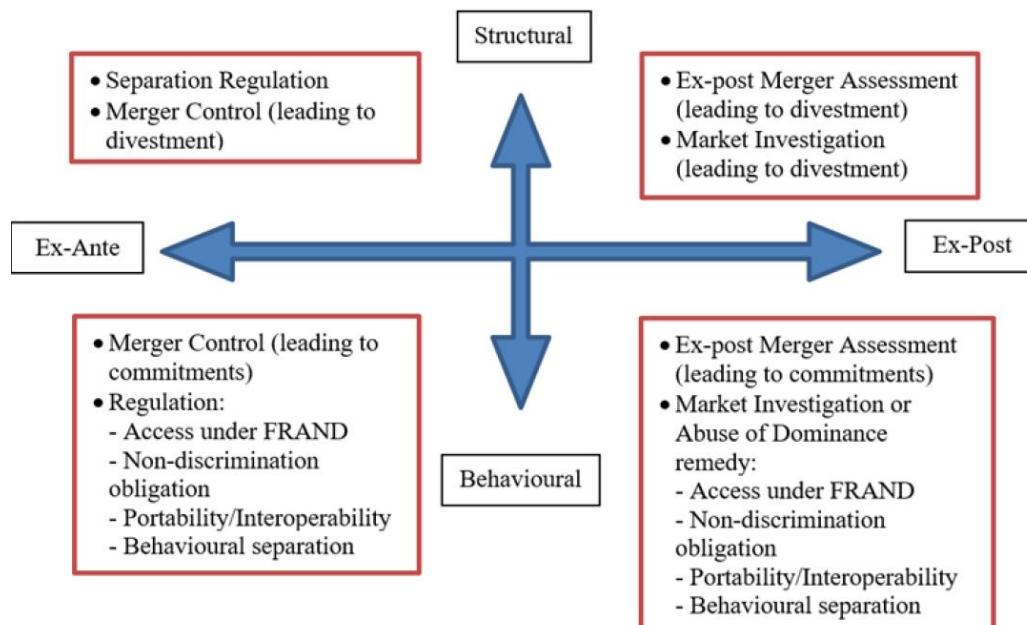 Structural
• Separation Regulation
• Merger Control (leading to
divestment)
• Ex-post Merger Assessment
(leading to divestment)
• Market Investigation
(leading to divestment)
Ex-Ante
Ex-Post
• Merger Control (leading to
commitments)
• Regulation:
- Access under FRAND
- Non-discrimination
obligation
- Portability/Interoperability
- Behavioural separation
Behavioural
• Ex-post Merger Assessment
(leading to commitments)
• Market Investigation or
Abuse of Dominance
remedy:
- Access under FRAND
- Non-discrimination
obligation
- Portability/Interoperability
- Behavioural separation